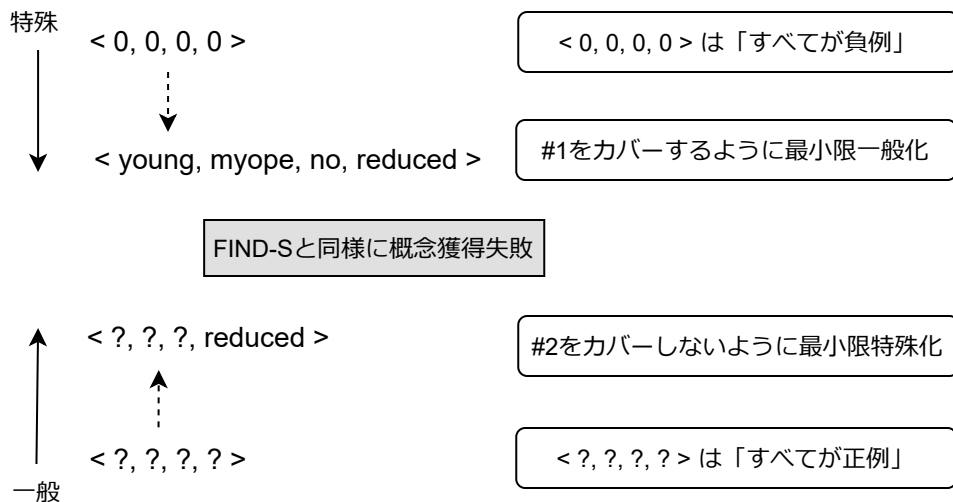 特殊
< 0, 0, 0, 0 >
< 0, 0, 0, 0 > は「すべてが負例」
< young, myope, no, reduced >
#1をカバーするように最小限一般化
FIND-Sと同様に概念獲得失敗
< ?, ?, ?, reduced >
#2をカバーしないように最小限特殊化
< ?, ?, ?, ? >
< ?, ?, ?, ? > は「すべてが正例」
一般